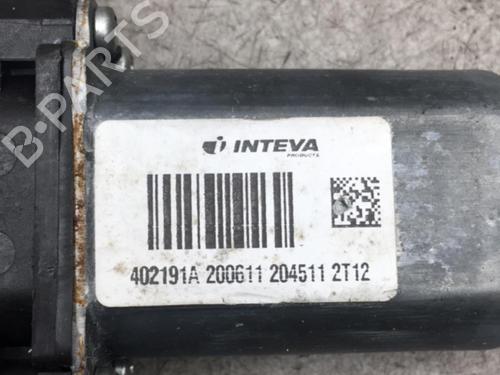 B-PARTS
INTEVA
PRODUCTS
402191A 200611 204511 2T12